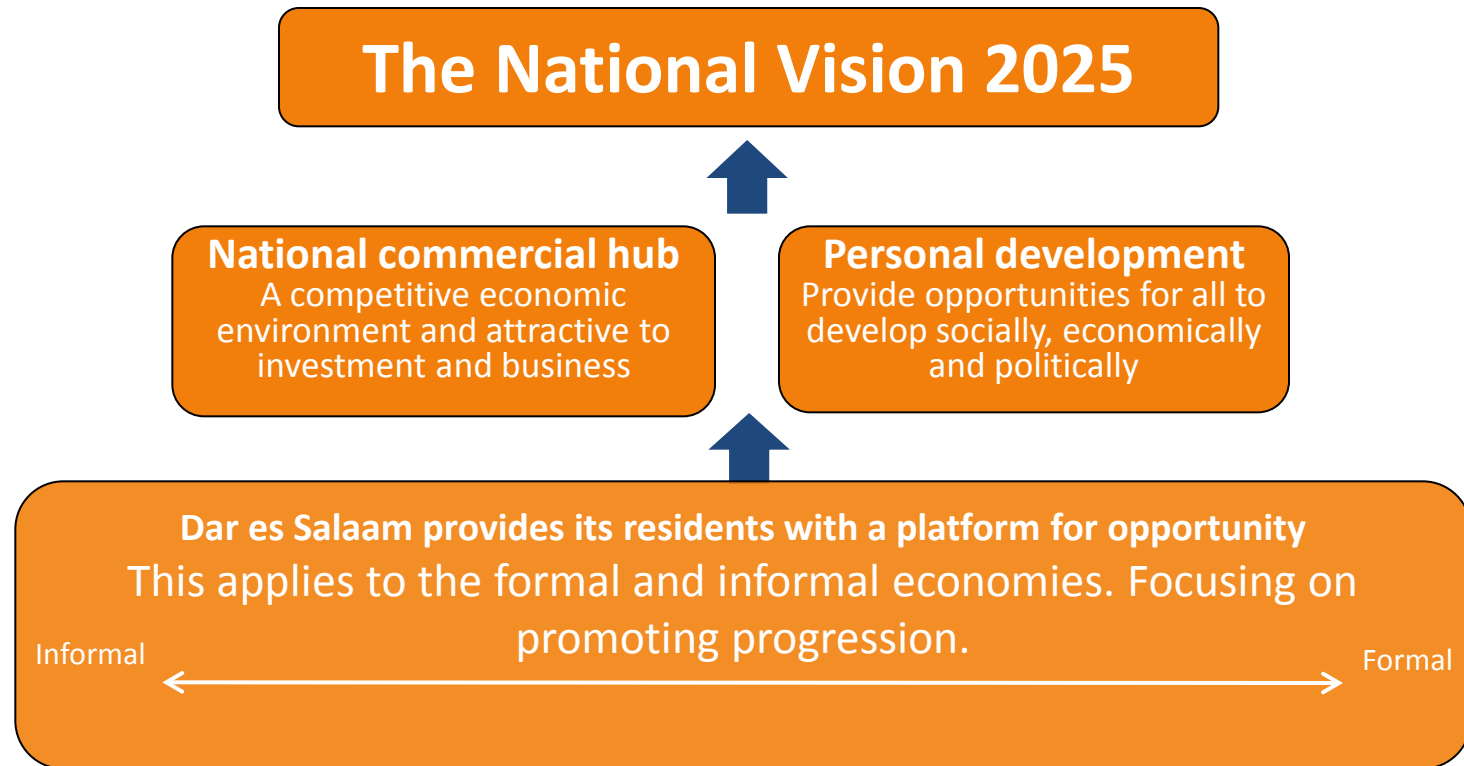 The National Vision 2025
National commercial hub
A competitive economic
environment and attractive to
investment and business
Personal development
Provide opportunities for all to
develop socially, economically
and politically
Dar es Salaam provides its residents with a platform for opportunity
This applies to the formal and informal economies. Focusing on
promoting progression.
Informal
Formal